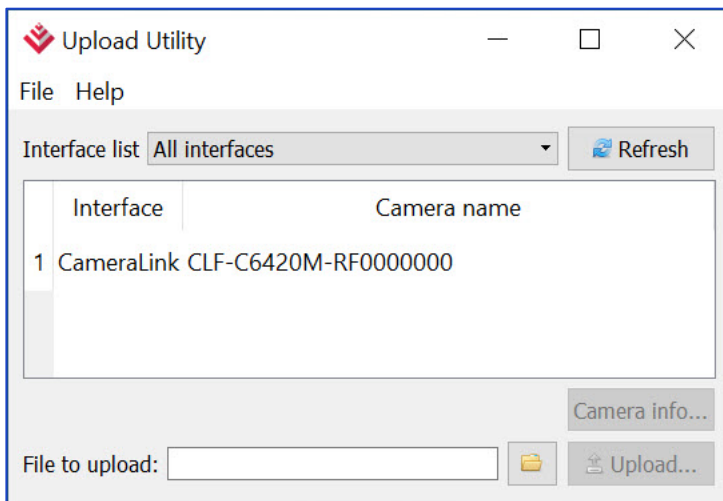 Upload Utility
File Help
Interface list All interfaces Refresh
Interface Camera name
1 CameraLink CLF-C6420M-RF0000000
Camera info...
File to upload: Upload...